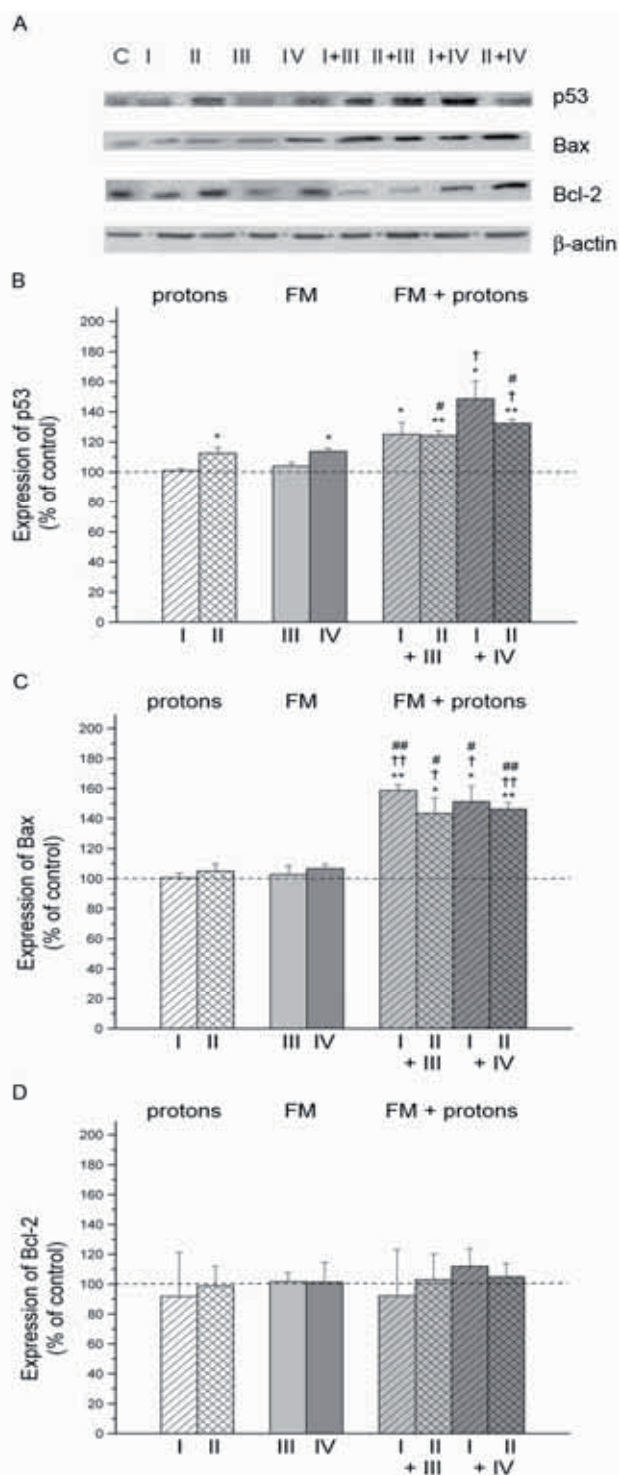 A
C I II III IV I+III II+III I+IV II+IV
p53
Bax
Bcl-2
β-actin
B
protons FM FM + protons
Expression of p53
(% of control)
200
180
160
140
120
100
80
60
40
20
0
*
*
*
#
**
†
*
#
†
**
I II III IV I II I II
+ III + IV
C
protons FM FM + protons
Expression of Bax
(% of control)
200
180
160
140
120
100
80
60
40
20
0
##
††
**
#
†
*
#
†
*
##
††
**
I II III IV I II I II
+ III + IV
D
protons FM FM + protons
Expression of Bcl-2
(% of control)
200
180
160
140
120
100
80
60
40
20
0
I II III IV I II I II
+ III + IV